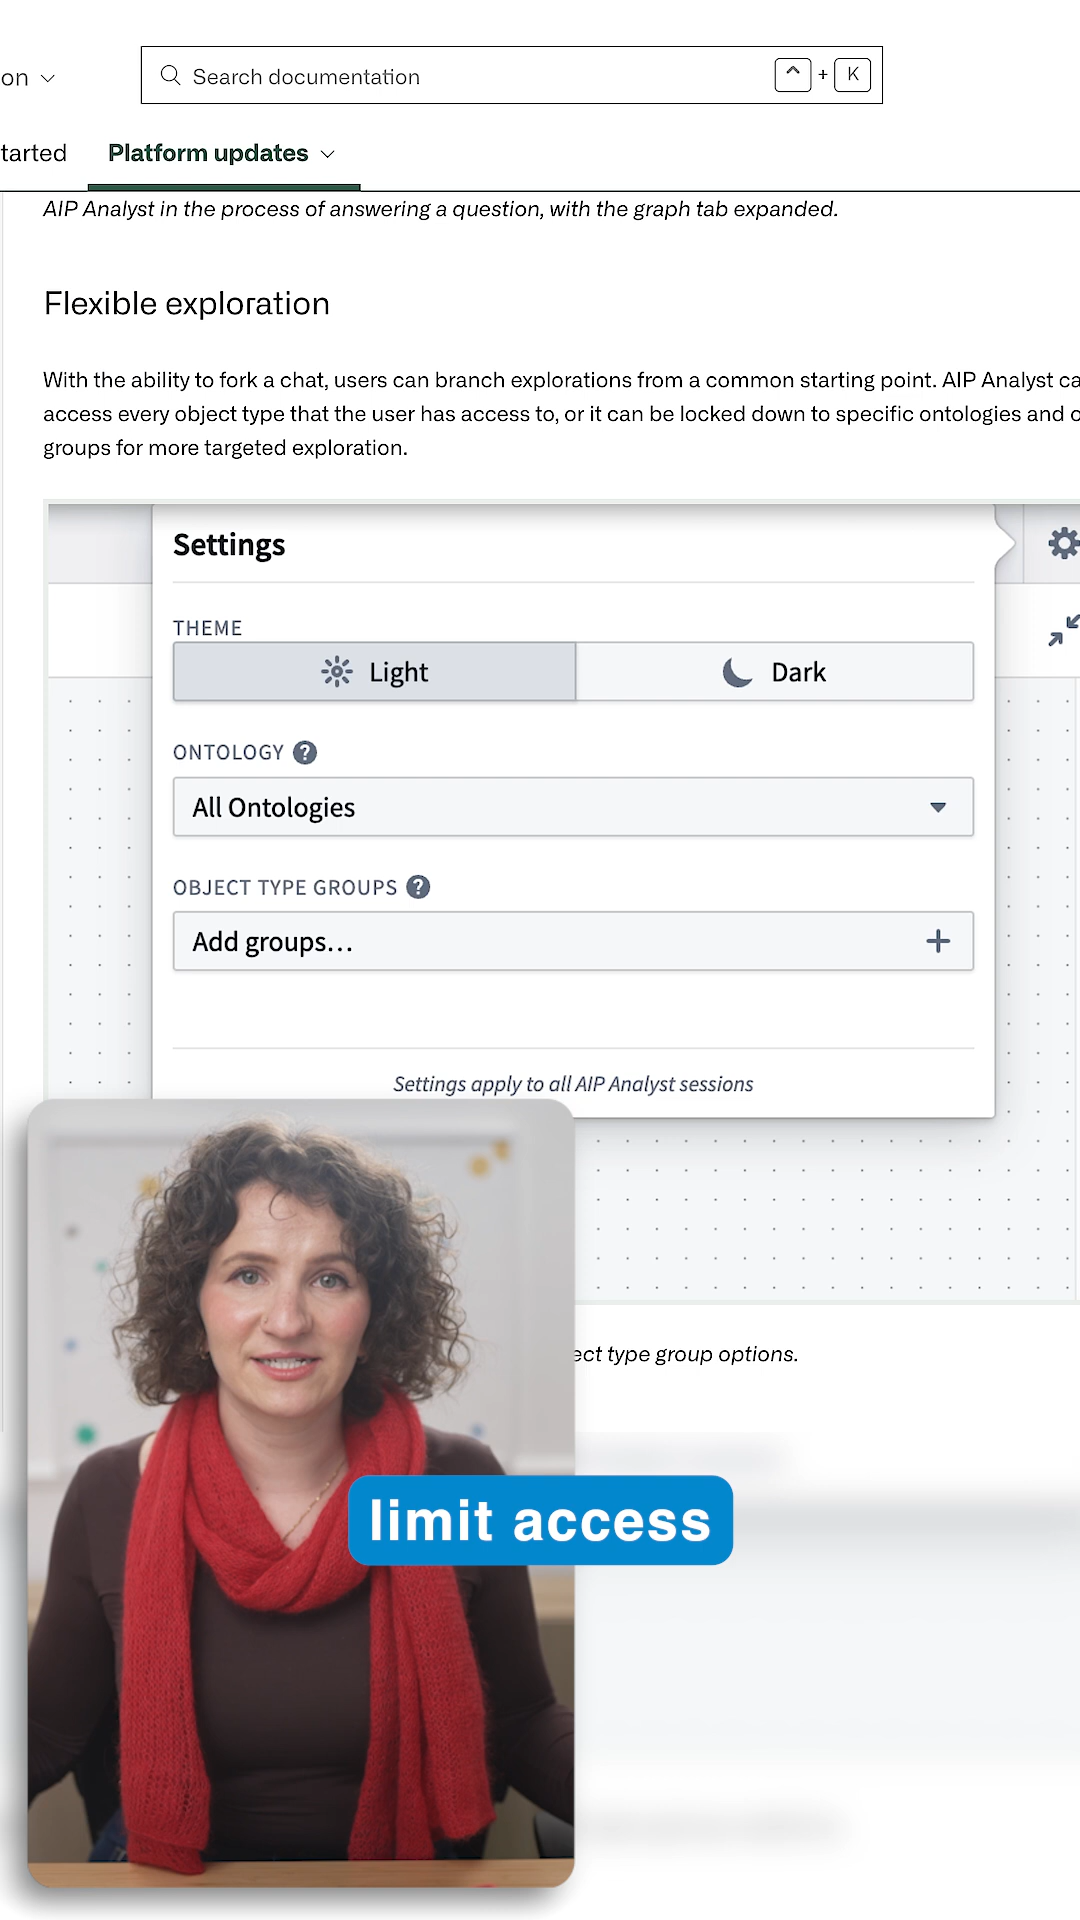 on
Search documentation
^ + K
tarted
Platform updates
AIP Analyst in the process of answering a question, with the graph tab expanded.
Flexible exploration
With the ability to fork a chat, users can branch explorations from a common starting point. AIP Analyst ca
access every object type that the user has access to, or it can be locked down to specific ontologies and o
groups for more targeted exploration.
Settings
THEME
Light
Dark
ONTOLOGY ?
All Ontologies
OBJECT TYPE GROUPS ?
Add groups...
Settings apply to all AIP Analyst sessions
ect type group options.
limit access